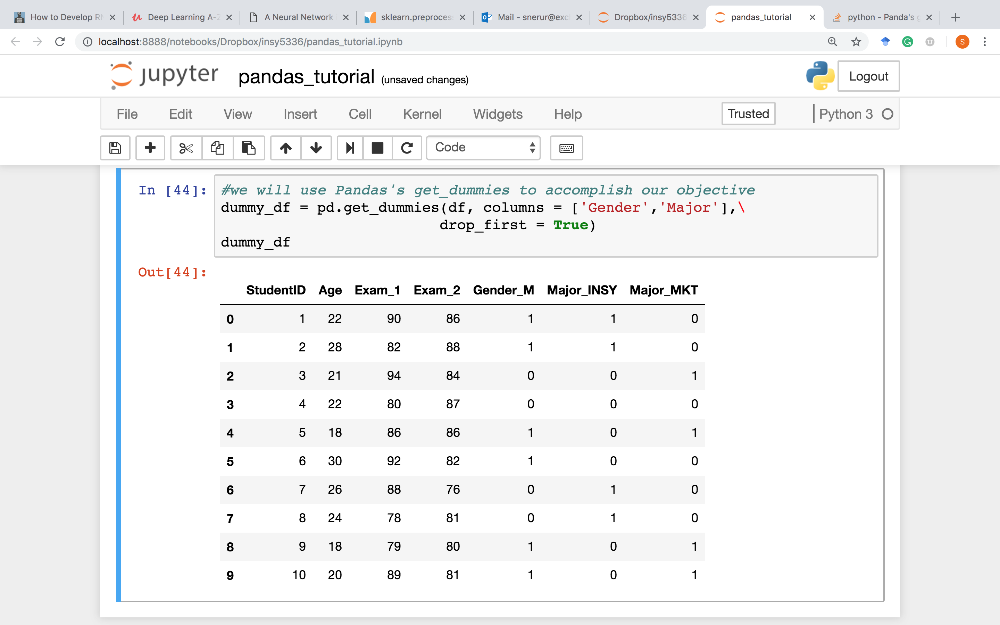 How to Develop RN
Deep Learning A-Z
A Neural Network
sklearn.preproces
Mail - snerur@exc
Dropbox/insy5336
pandas_tutorial
python - Panda's g
localhost:8888/notebooks/Dropbox/insy5336/pandas_tutorial.ipynb
S
jupyter pandas_tutorial (unsaved changes)
Logout
File Edit View Insert Cell Kernel Widgets Help Trusted Python 3
Code
In [44]: #we will use Pandas's get_dummies to accomplish our objective
dummy_df = pd.get_dummies(df, columns = ['Gender','Major'],\
drop_first = True)
dummy_df
Out[44]:
StudentID Age Exam_1 Exam_2 Gender_M Major_INSY Major_MKT
0 1 22 90 86 1 1 0
1 2 28 82 88 1 1 0
2 3 21 94 84 0 0 1
3 4 22 80 87 0 0 0
4 5 18 86 86 1 0 1
5 6 30 92 82 1 0 0
6 7 26 88 76 0 1 0
7 8 24 78 81 0 1 0
8 9 18 79 80 1 0 1
9 10 20 89 81 1 0 1